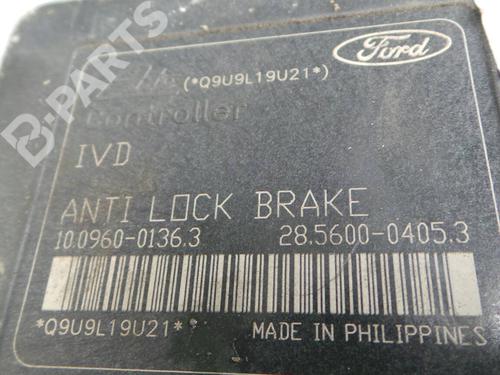 B-PARTS
Ford
(*Q9U9L19U21*)
Controller
IVD
ANTI LOCK BRAKE
10.0960-0136.3 28.5600-0405.3
*Q9U9L19U21* MADE IN PHILIPPINES